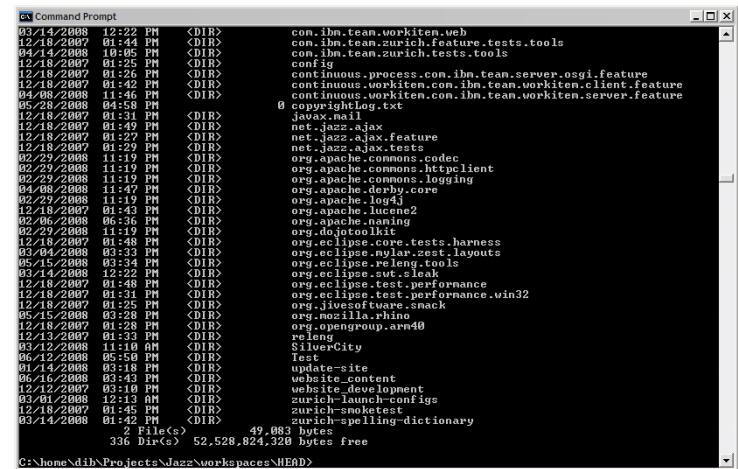 Command Prompt
03/14/2008  12:22 PM    <DIR>          com.ibm.team.workitem.web
12/18/2007  01:44 PM    <DIR>          com.ibm.team.zurich.feature.tests.tools
04/14/2008  10:05 PM    <DIR>          com.ibm.team.zurich.tests.tools
12/18/2007  01:25 PM    <DIR>          config
12/18/2007  01:26 PM    <DIR>          continuous.process.com.ibm.team.server.osgi.feature
12/18/2007  01:42 PM    <DIR>          continuous.workitem.com.ibm.team.workitem.client.feature
04/08/2008  11:46 PM    <DIR>          continuous.workitem.com.ibm.team.workitem.server.feature
05/28/2008  04:58 PM                 0 copyrightLog.txt
12/18/2007  01:31 PM    <DIR>          javax.mail
12/18/2007  01:49 PM    <DIR>          net.jazz.ajax
12/18/2007  01:27 PM    <DIR>          net.jazz.ajax.feature
12/18/2007  01:29 PM    <DIR>          net.jazz.ajax.tests
02/29/2008  11:19 PM    <DIR>          org.apache.commons.codec
02/29/2008  11:19 PM    <DIR>          org.apache.commons.httpclient
02/29/2008  11:19 PM    <DIR>          org.apache.commons.logging
04/08/2008  11:47 PM    <DIR>          org.apache.derby.core
02/29/2008  11:19 PM    <DIR>          org.apache.log4j
12/18/2007  01:43 PM    <DIR>          org.apache.lucene2
02/06/2008  06:36 PM    <DIR>          org.apache.naming
02/29/2008  11:19 PM    <DIR>          org.dojotoolkit
12/18/2007  01:48 PM    <DIR>          org.eclipse.core.tests.harness
03/04/2008  03:33 PM    <DIR>          org.eclipse.mylar.zest.layouts
05/15/2008  03:34 PM    <DIR>          org.eclipse.releng.tools
03/14/2008  12:22 PM    <DIR>          org.eclipse.swt.sleak
12/18/2007  01:48 PM    <DIR>          org.eclipse.test.performance
12/18/2007  01:31 PM    <DIR>          org.eclipse.test.performance.win32
12/18/2007  01:25 PM    <DIR>          org.jivesoftware.smack
05/15/2008  03:28 PM    <DIR>          org.mozilla.rhino
12/18/2007  01:28 PM    <DIR>          org.opengroup.arm40
12/13/2007  01:33 PM    <DIR>          releng
03/12/2008  11:10 AM    <DIR>          SilverCity
06/12/2008  05:50 PM    <DIR>          Test
01/14/2008  03:18 PM    <DIR>          update-site
06/16/2008  03:43 PM    <DIR>          website_content
12/12/2007  03:10 PM    <DIR>          website_development
03/01/2008  12:13 AM    <DIR>          zurich-launch-configs
12/18/2007  01:45 PM    <DIR>          zurich-smoketest
03/14/2008  01:42 PM    <DIR>          zurich-spelling-dictionary
2 File(s)         49,083 bytes
336 Dir(s)  52,528,824,320 bytes free
C:\home\dib\Projects\Jazz\workspaces\HEAD>